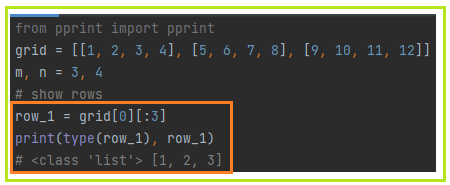 from pprint import pprint
grid = [[1, 2, 3, 4], [5, 6, 7, 8], [9, 10, 11, 12]]
m, n = 3, 4
# show rows
row_1 = grid[0][:3]
print(type(row_1), row_1)
# <class 'list'> [1, 2, 3]